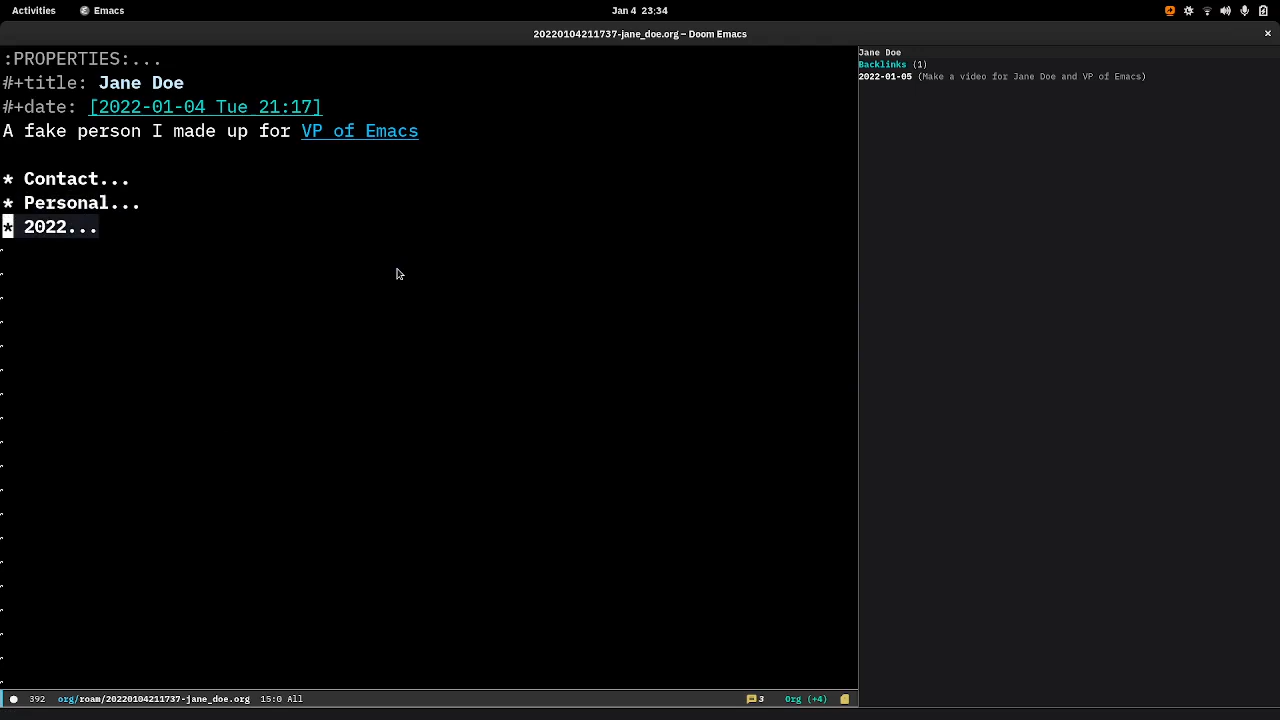 Activities
Emacs
Jan 4 23:34
20220104211737-jane_doe.org – Doom Emacs
:PROPERTIES:...
#+title: Jane Doe
#+date: [2022-01-04 Tue 21:17]
A fake person I made up for VP of Emacs
* Contact...
* Personal...
* 2022...
Jane Doe
Backlinks (1)
2022-01-05 (Make a video for Jane Doe and VP of Emacs)
392 org/roam/20220104211737-jane_doe.org 15:0 All
3 Org (+4)